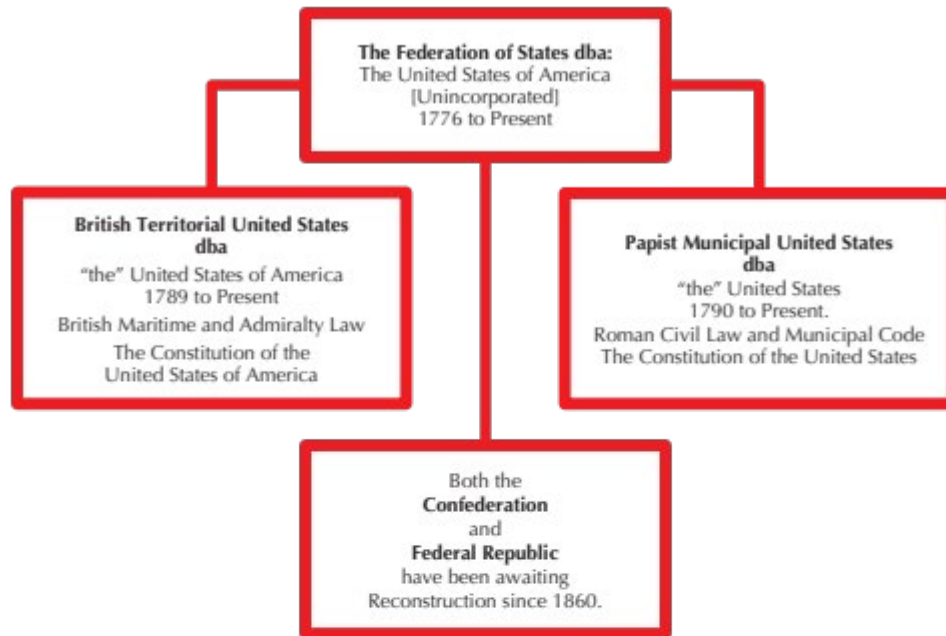 The Federation of States dba:
The United States of America
[Unincorporated]
1776 to Present
British Territorial United States
dba
“the” United States of America
1789 to Present
British Maritime and Admiralty Law
The Constitution of the
United States of America
Papist Municipal United States
dba
“the” United States
1790 to Present.
Roman Civil Law and Municipal Code
The Constitution of the United States
Both the
Confederation
and
Federal Republic
have been awaiting
Reconstruction since 1860.